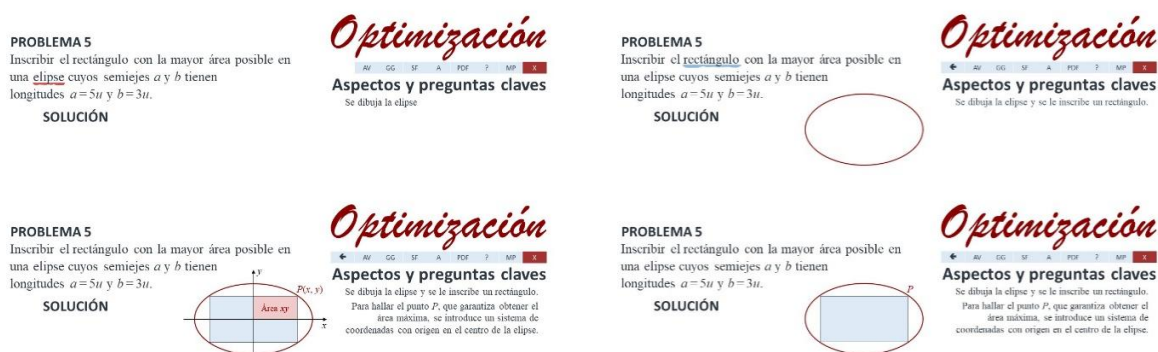 Optimización
PROBLEMA 5
Inscribir el rectángulo con la mayor área posible en
una elipse cuyos semiejes a y b tienen
longitudes a=5u y b=3u.
SOLUCIÓN
AV GG SF A PDF ? MP X
Aspectos y preguntas claves
Se dibuja la elipse
Optimización
PROBLEMA 5
Inscribir el rectángulo con la mayor área posible en
una elipse cuyos semiejes a y b tienen
longitudes a=5u y b=3u.
SOLUCIÓN
🡸 AV GG SF A PDF ? MP X
Aspectos y preguntas claves
Se dibuja la elipse y se le inscribe un rectángulo.
Optimización
PROBLEMA 5
Inscribir el rectángulo con la mayor área posible en
una elipse cuyos semiejes a y b tienen
longitudes a=5u y b=3u.
SOLUCIÓN
y
P(x, y)
Área xy
x
🡸 AV GG SF A PDF ? MP X
Aspectos y preguntas claves
Se dibuja la elipse y se le inscribe un rectángulo.
Para hallar el punto P, que garantiza obtener el
área máxima, se introduce un sistema de
coordenadas con origen en el centro de la elipse.
Optimización
PROBLEMA 5
Inscribir el rectángulo con la mayor área posible en
una elipse cuyos semiejes a y b tienen
longitudes a=5u y b=3u.
SOLUCIÓN
P
🡸 AV GG SF A PDF ? MP X
Aspectos y preguntas claves
Se dibuja la elipse y se le inscribe un rectángulo.
Para hallar el punto P, que garantiza obtener el
área máxima, se introduce un sistema de
coordenadas con origen en el centro de la elipse.